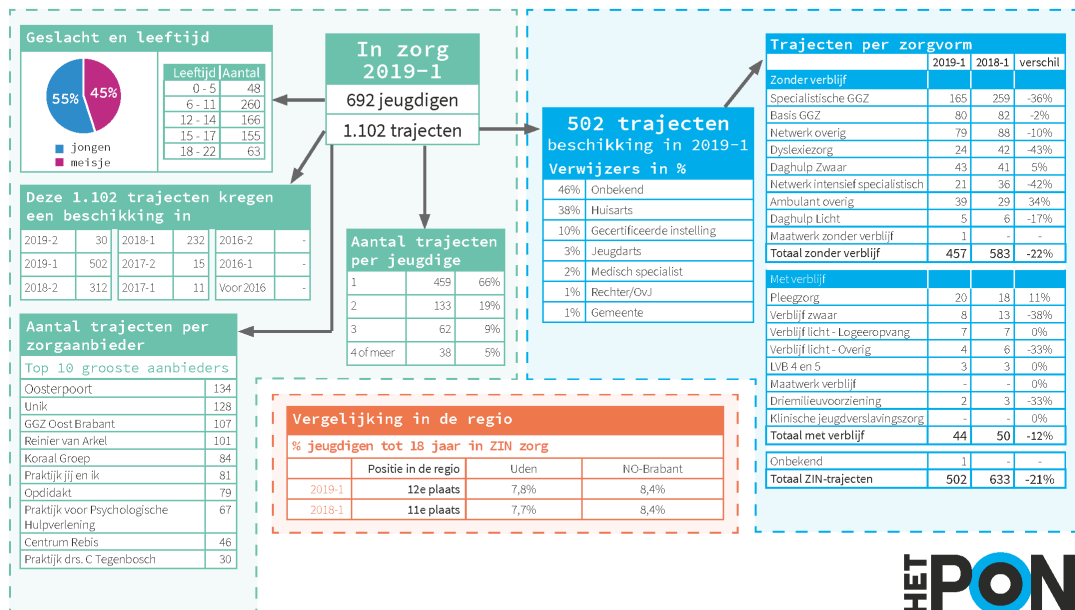 Geslacht en leeftijd
55% 45%
jongen
meisje
Leeftijd Aantal
0 - 5 48
6 - 11 260
12 - 14 166
15 - 17 155
18 - 22 63
In zorg
2019-1
692 jeugdigen
1.102 trajecten
Deze 1.102 trajecten kregen
een beschikking in
2019-2 30 2018-1 232 2016-2 -
2019-1 502 2017-2 15 2016-1 -
2018-2 312 2017-1 11 Voor 2016 -
Aantal trajecten
per jeugdige
1 459 66%
2 133 19%
3 62 9%
4 of meer 38 5%
Aantal trajecten per
zorgaanbieder
Top 10 grooste aanbieders
Oosterpoort 134
Unik 128
GGZ Oost Brabant 107
Reinier van Arkel 101
Koraal Groep 84
Praktijk jij en ik 81
Opdidakt 79
Praktijk voor Psychologische
Hulpverlening 67
Centrum Rebis 46
Praktijk drs. C Tegenbosch 30
502 trajecten
beschikking in 2019-1
Verwijzers in %
46% Onbekend
38% Huisarts
10% Gecertificeerde instelling
3% Jeugdarts
2% Medisch specialist
1% Rechter/OvJ
1% Gemeente
Trajecten per zorgvorm
2019-1 2018-1 verschil
Zonder verblijf
Specialistische GGZ 165 259 -36%
Basis GGZ 80 82 -2%
Netwerk overig 79 88 -10%
Dyslexiezorg 24 42 -43%
Daghulp Zwaar 43 41 5%
Netwerk intensief specialistisch 21 36 -42%
Ambulant overig 39 29 34%
Daghulp Licht 5 6 -17%
Maatwerk zonder verblijf 1 - -
Totaal zonder verblijf 457 583 -22%
Met verblijf
Pleegzorg 20 18 11%
Verblijf zwaar 8 13 -38%
Verblijf licht - Logeeropvang 7 7 0%
Verblijf licht - Overig 4 6 -33%
LVB 4 en 5 3 3 0%
Maatwerk verblijf - - 0%
Driemilieuvoorziening 2 3 -33%
Klinische jeugdverslavingszorg - - 0%
Totaal met verblijf 44 50 -12%
Onbekend 1 - -
Totaal ZIN-trajecten 502 633 -21%
Vergelijking in de regio
% jeugdigen tot 18 jaar in ZIN zorg
Positie in de regio Uden NO-Brabant
2019-1 12e plaats 7,8% 8,4%
2018-1 11e plaats 7,7% 8,4%
HET PON